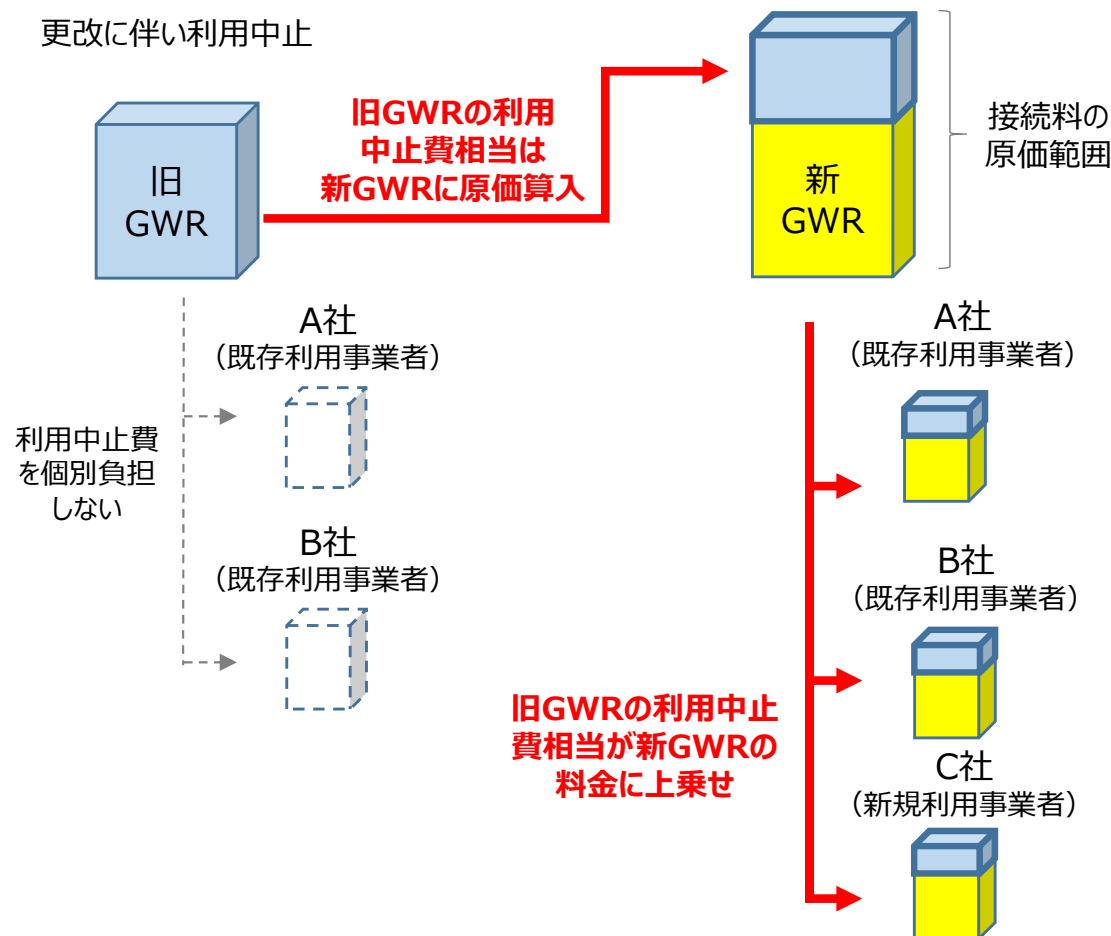 更改に伴い利用中止
旧GWRの利用
中止費相当は
新GWRに原価算入
旧
GWR
新
GWR
接続料の
原価範囲
A社
（既存利用事業者）
利用中止費
を個別負担
しない
B社
（既存利用事業者）
A社
（既存利用事業者）
B社
（既存利用事業者）
旧GWRの利用中止
費相当が新GWRの
料金に上乗せ
C社
（新規利用事業者）